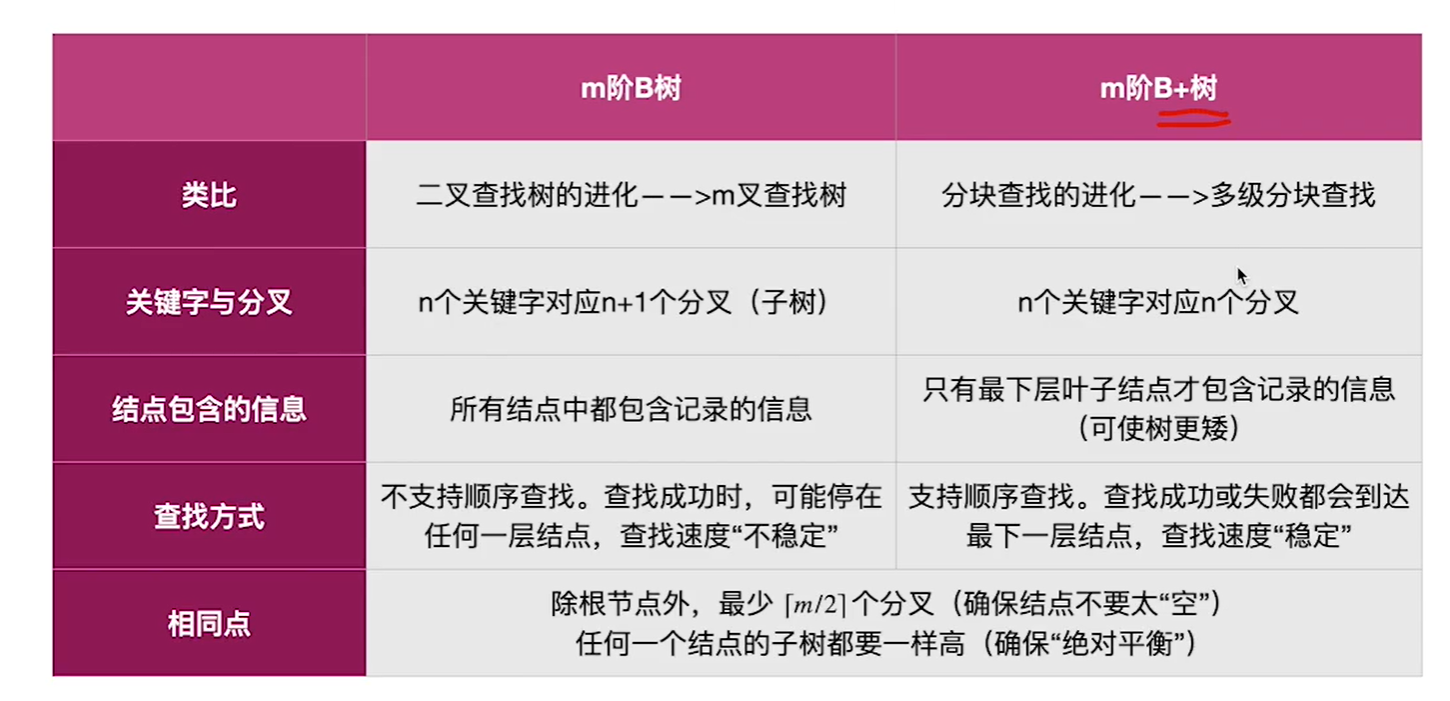 m阶B树
m阶B+树
类比
二叉查找树的进化——>m叉查找树
分块查找的进化——>多级分块查找
关键字与分叉
n个关键字对应n+1个分叉（子树）
n个关键字对应n个分叉
结点包含的信息
所有结点中都包含记录的信息
只有最下层叶子结点才包含记录的信息
（可使树更矮）
查找方式
不支持顺序查找。查找成功时，可能停在
任何一层结点，查找速度“不稳定”
支持顺序查找。查找成功或失败都会到达
最下一层结点，查找速度“稳定”
相同点
除根节点外，最少 ⌈m/2⌉个分叉（确保结点不要太“空”）
任何一个结点的子树都要一样高（确保“绝对平衡”）